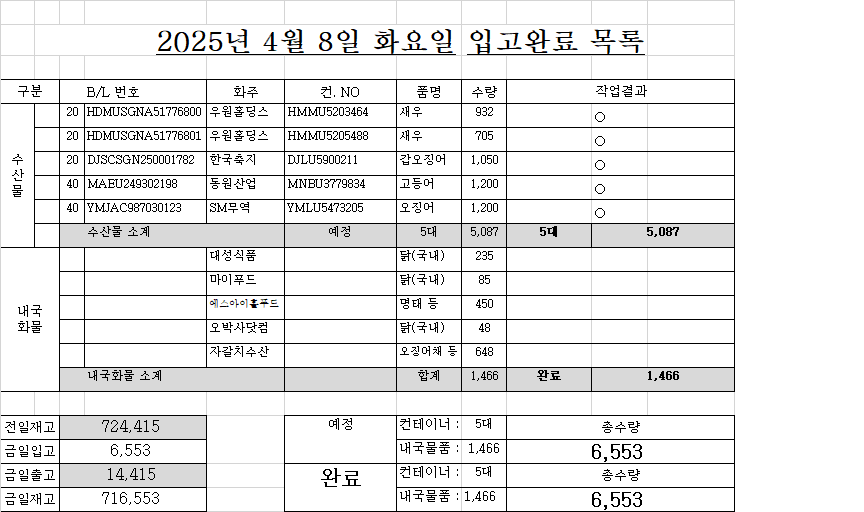 2025년 4월 8일 화요일 입고완료 목록
구분 B/L 번호 화주 컨. NO 품명 수량 작업결과
수산물
20 HDMUSGNA51776800 우원홀딩스 HMMU5203464 새우 932 ○
20 HDMUSGNA51776801 우원홀딩스 HMMU5205488 새우 705 ○
20 DJSCSGN250001782 한국축지 DJLU5900211 갑오징어 1,050 ○
40 MAEU249302198 동원산업 MNBU3779834 고등어 1,200 ○
40 YMJAC987030123 SM무역 YMLU5473205 오징어 1,200 ○
수산물 소계 예정 5대 5,087 5대 5,087
내국
화물
대성식품 닭(국내) 235
마이푸드 닭(국내) 85
에스아이홀푸드 명태 등 450
오박사닷컴 닭(국내) 48
자갈치수산 오징어채 등 648
내국화물 소계 합계 1,466 완료 1,466
전일재고 724,415 예정 컨테이너 : 5대 총수량
금일입고 6,553 내국물품 : 1,466 6,553
금일출고 14,415 완료 컨테이너 : 5대 총수량
금일재고 716,553 내국물품 : 1,466 6,553